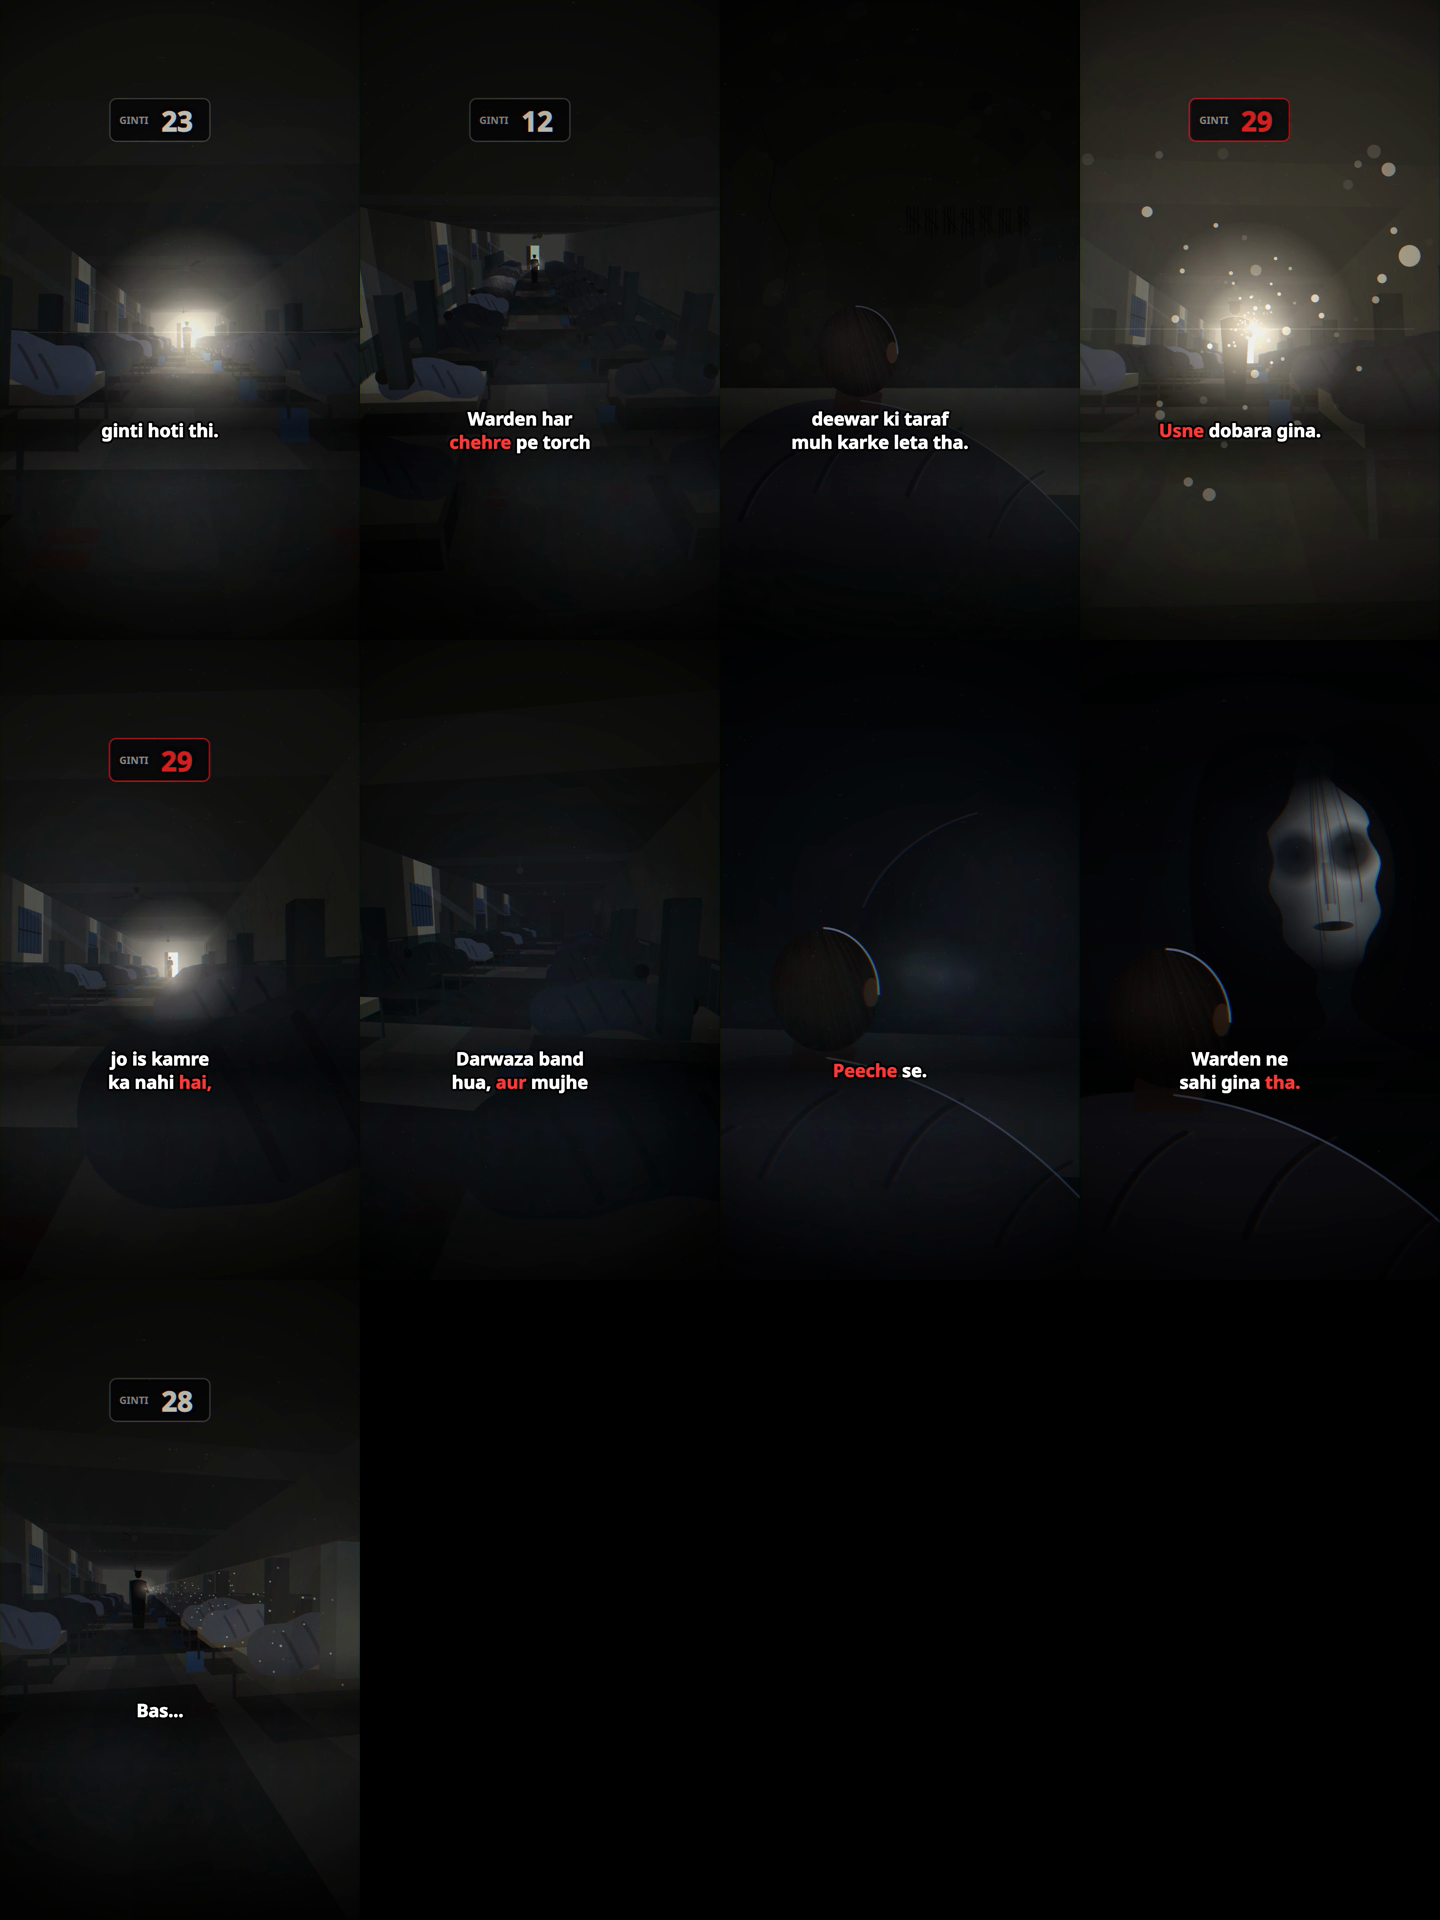 GINTI 23
ginti hoti thi.
GINTI 12
Warden har
chehre pe torch
deewar ki taraf
muh karke leta tha.
GINTI 29
Usne dobara gina.
GINTI 29
jo is kamre
ka nahi hai,
Darwaza band
hua, aur mujhe
Peeche se.
Warden ne
sahi gina tha.
GINTI 28
Bas...